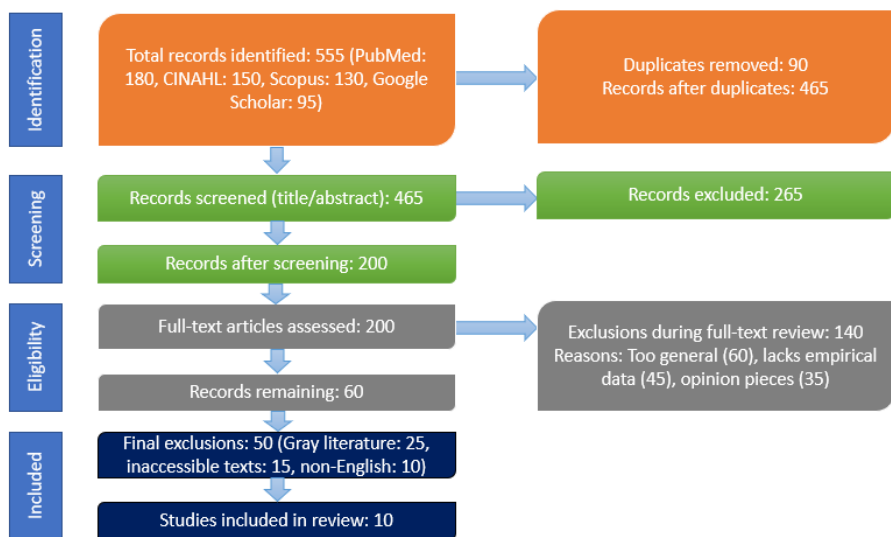 Identification
Total records identified: 555 (PubMed:
180, CINAHL: 150, Scopus: 130, Google
Scholar: 95)
Duplicates removed: 90
Records after duplicates: 465
Screening
Records screened (title/abstract): 465
Records excluded: 265
Records after screening: 200
Eligibility
Full-text articles assessed: 200
Exclusions during full-text review: 140
Reasons: Too general (60), lacks empirical
data (45), opinion pieces (35)
Records remaining: 60
Included
Final exclusions: 50 (Gray literature: 25,
inaccessible texts: 15, non-English: 10)
Studies included in review: 10